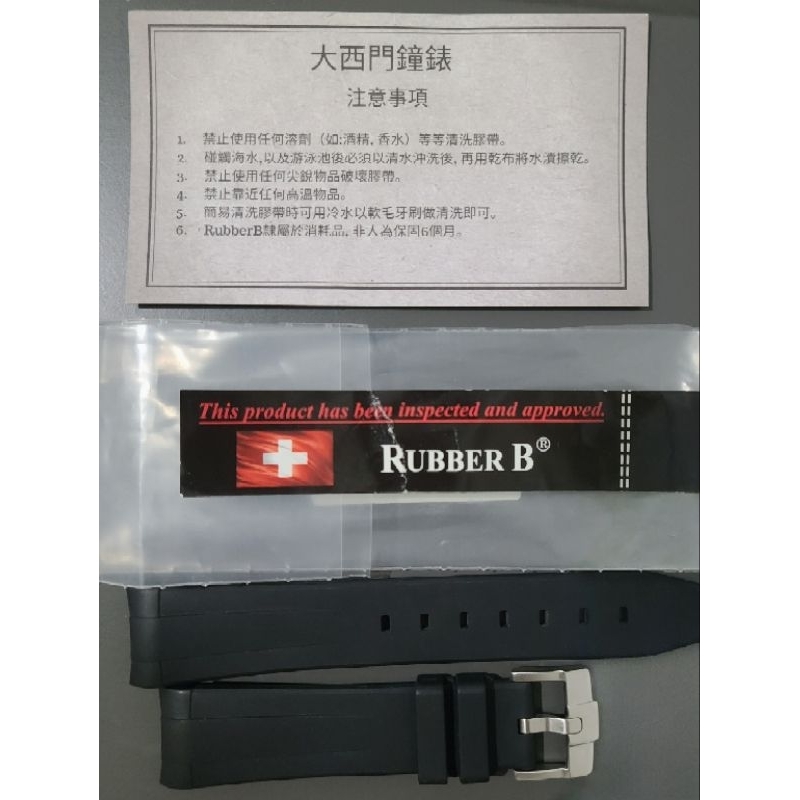 大西門鐘錶
注意事項
1. 禁止使用任何溶劑（如:酒精, 香水）等等清洗膠帶。
2. 碰觸海水,以及游泳池後必須以清水沖洗後, 再用乾布將水漬擦乾。
3. 禁止使用任何尖銳物品破壞膠帶。
4. 禁止靠近任何高溫物品。
5. 簡易清洗膠帶時可用冷水以軟毛牙刷做清洗即可。
6. RubberB隸屬於消耗品, 非人為保固6個月。
This product has been inspected and approved.
RUBBER B®